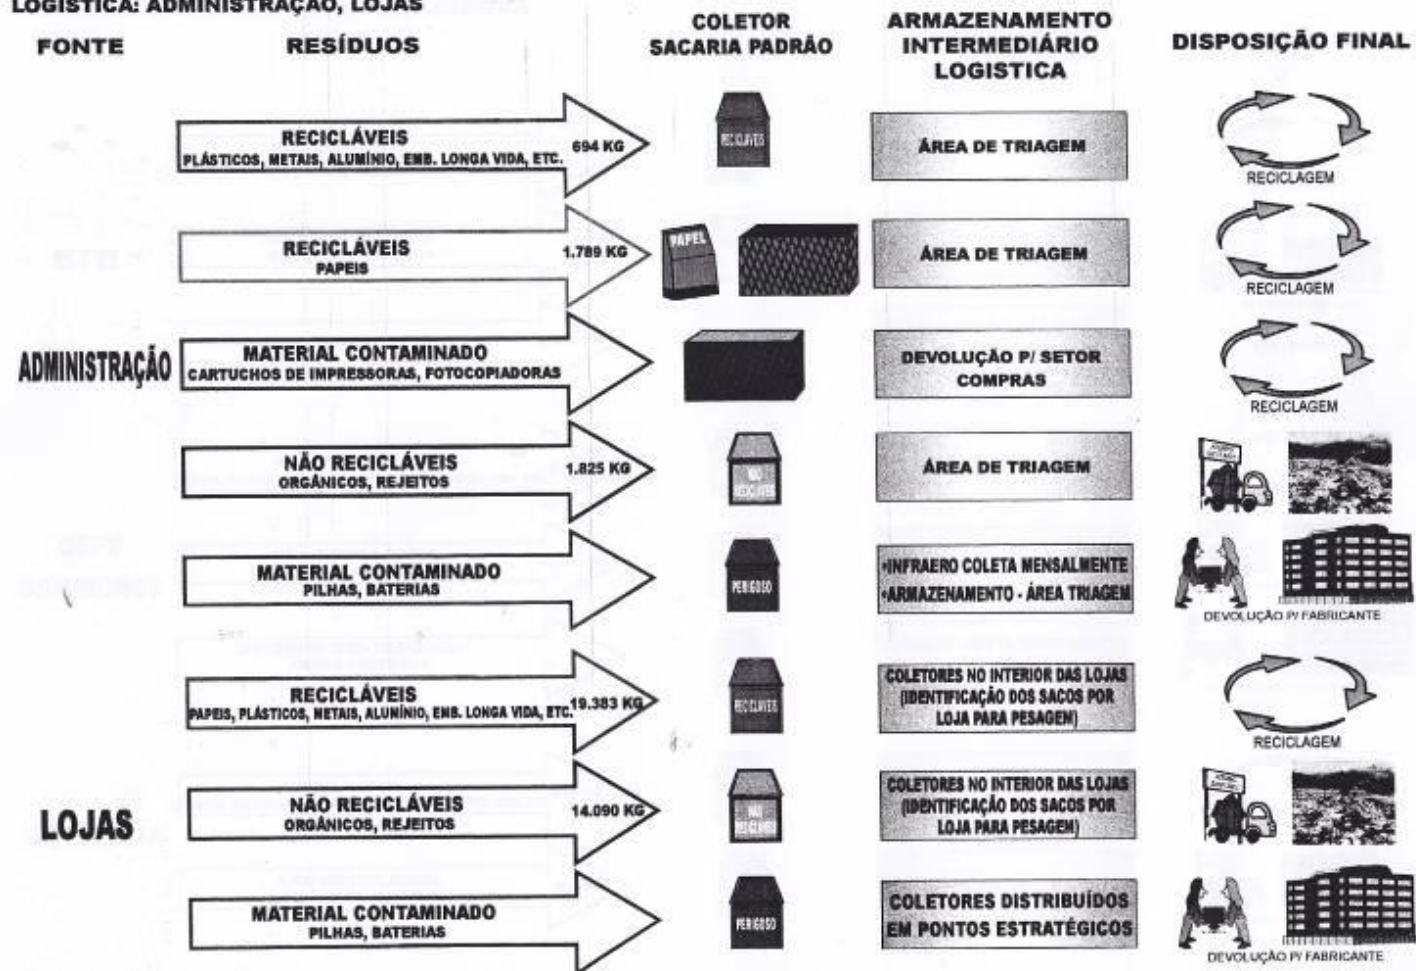 LOGÍSTICA: ADMINISTRAÇÃO, LOJAS
FONTE
RESÍDUOS
COLETOR
SACARIA PADRÃO
ARMAZENAMENTO
INTERMEDIÁRIO
LOGISTICA
DISPOSIÇÃO FINAL
RECICLÁVEIS
PLÁSTICOS, METAIS, ALUMÍNIO, EMB. LONGA VIDA, ETC.
694 KG
RECICLÁVEIS
ÁREA DE TRIAGEM
RECICLAGEM
RECICLÁVEIS
PAPEIS
1.789 KG
PAPEL
ÁREA DE TRIAGEM
RECICLAGEM
ADMINISTRAÇÃO
MATERIAL CONTAMINADO
CARTUCHOS DE IMPRESSORAS, FOTOCOPIADORAS
DEVOLUÇÃO P/ SETOR
COMPRAS
RECICLAGEM
NÃO RECICLÁVEIS
ORGÂNICOS, REJEITOS
1.825 KG
NÃO
RECICLÁVEIS
ÁREA DE TRIAGEM
MATERIAL CONTAMINADO
PILHAS, BATERIAS
PERIGOSO
•INFRAERO COLETA MENSALMENTE
•ARMAZENAMENTO - ÁREA TRIAGEM
DEVOLUÇÃO P/ FABRICANTE
RECICLÁVEIS
PAPEIS, PLÁSTICOS, METAIS, ALUMÍNIO, EMB. LONGA VIDA, ETC.
19.383 KG
RECICLÁVEIS
COLETORES NO INTERIOR DAS LOJAS
(IDENTIFICAÇÃO DOS SACOS POR
LOJA PARA PESAGEM)
RECICLAGEM
LOJAS
NÃO RECICLÁVEIS
ORGÂNICOS, REJEITOS
14.090 KG
NÃO
RECICLÁVEIS
COLETORES NO INTERIOR DAS LOJAS
(IDENTIFICAÇÃO DOS SACOS POR
LOJA PARA PESAGEM)
MATERIAL CONTAMINADO
PILHAS, BATERIAS
PERIGOSO
COLETORES DISTRIBUÍDOS
EM PONTOS ESTRATÉGICOS
DEVOLUÇÃO P/ FABRICANTE